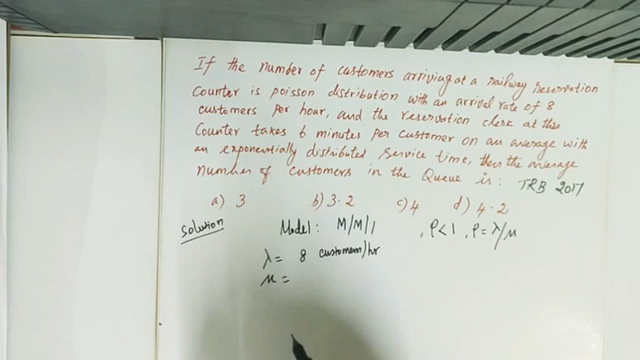 If the number of customers arriving at a railway reservation
counter is poisson distribution with an arrival rate of 8
customers per hour, and the reservation clerk at the
counter takes 6 minutes per customer on an average with
an exponentially distributed service time, then the average
number of customers in the Queue is: TRB 2017
a) 3 b) 3.2 c) 4 d) 4.2
Solution Model: M/M/1 , ρ<1, ρ=λ/μ
λ = 8 customers/hr
μ =